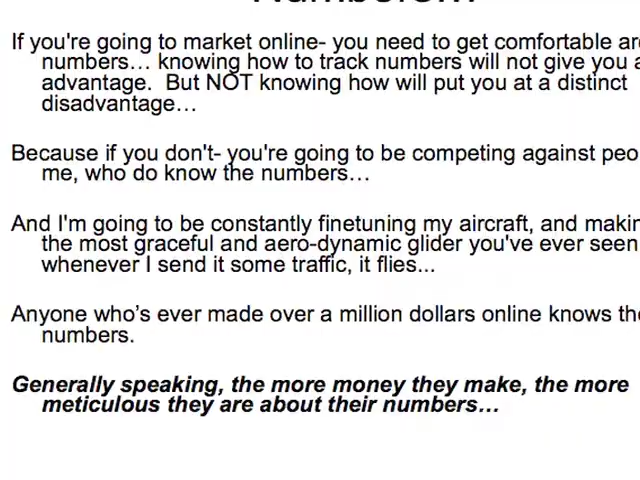 If you're going to market online- you need to get comfortable
numbers… knowing how to track numbers will not give you
advantage.  But NOT knowing how will put you at a distinct
disadvantage…
Because if you don't- you're going to be competing against
me, who do know the numbers…
And I'm going to be constantly finetuning my aircraft, and
the most graceful and aero-dynamic glider you've ever seen
whenever I send it some traffic, it flies...
Anyone who’s ever made over a million dollars online knows
numbers.
Generally speaking, the more money they make, the more
meticulous they are about their numbers…